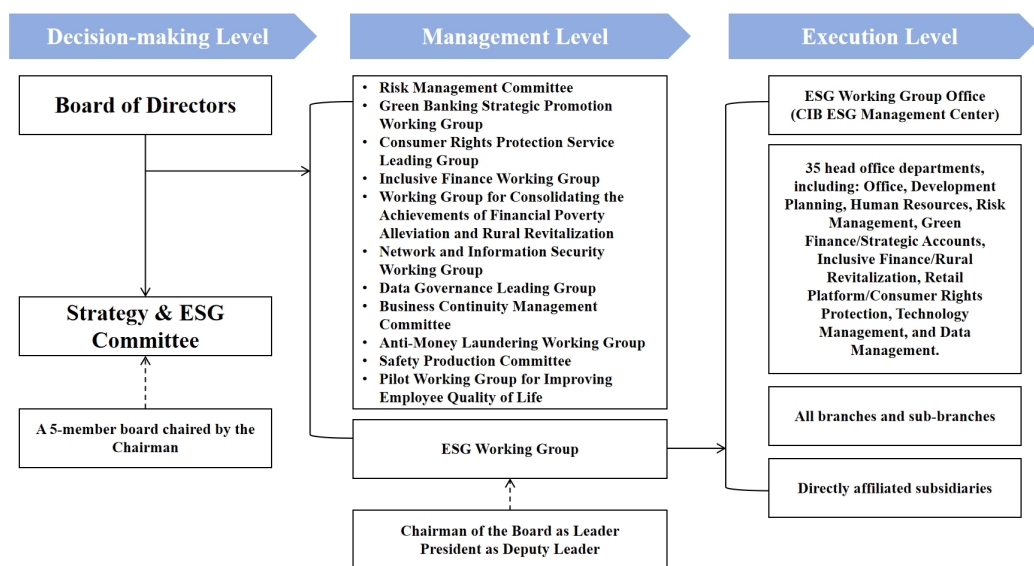 Decision-making Level
Management Level
Execution Level
Board of Directors
Strategy & ESG
Committee
A 5-member board chaired by the
Chairman
• Risk Management Committee
• Green Banking Strategic Promotion
Working Group
• Consumer Rights Protection Service
Leading Group
• Inclusive Finance Working Group
• Working Group for Consolidating the
Achievements of Financial Poverty
Alleviation and Rural Revitalization
• Network and Information Security
Working Group
• Data Governance Leading Group
• Business Continuity Management
Committee
• Anti-Money Laundering Working Group
• Safety Production Committee
• Pilot Working Group for Improving
Employee Quality of Life
ESG Working Group
Chairman of the Board as Leader
President as Deputy Leader
ESG Working Group Office
(CIB ESG Management Center)
35 head office departments,
including: Office, Development
Planning, Human Resources, Risk
Management, Green
Finance/Strategic Accounts,
Inclusive Finance/Rural
Revitalization, Retail
Platform/Consumer Rights
Protection, Technology
Management, and Data
Management.
All branches and sub-branches
Directly affiliated subsidiaries